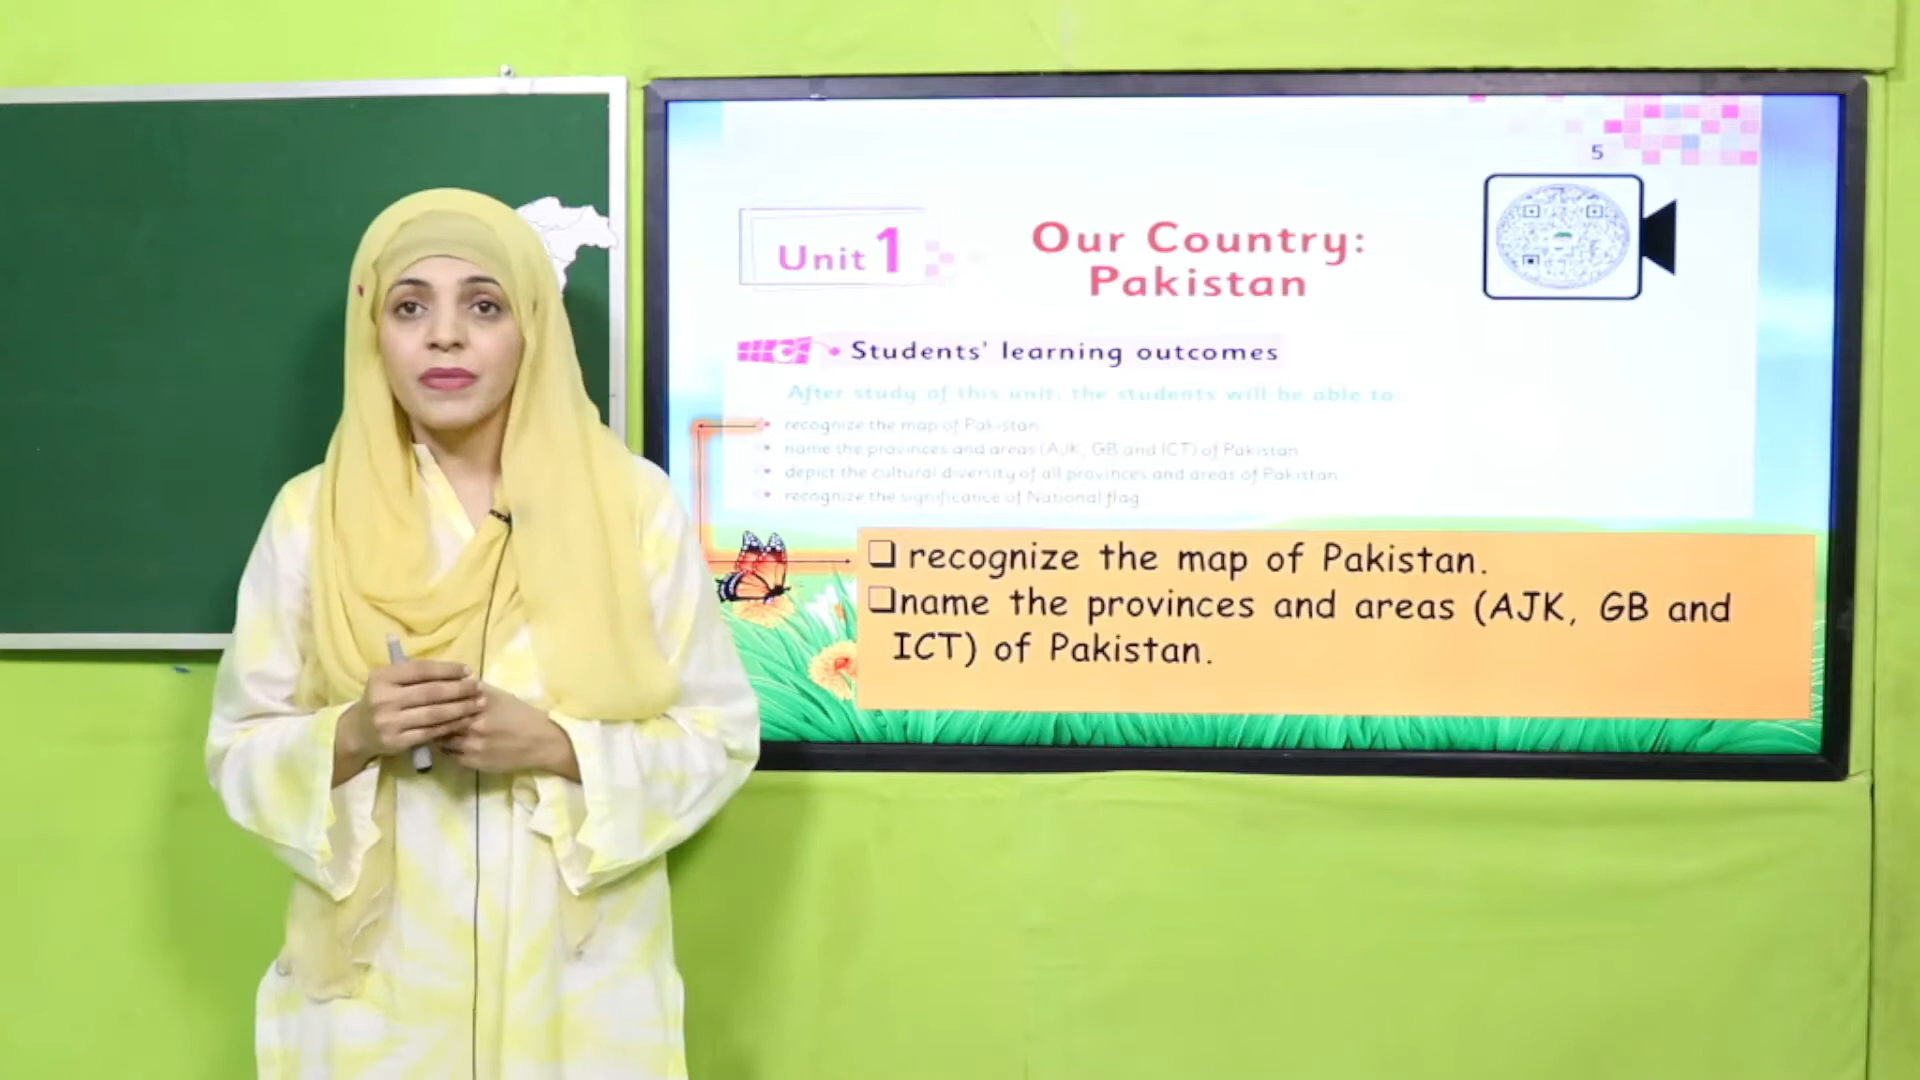 5
Unit 1
Our Country:
Pakistan
Students' learning outcomes
After study of this unit, the students will be able to:
recognize the map of Pakistan.
name the provinces and areas (AJK, GB and ICT) of Pakistan.
depict the cultural diversity of all provinces and areas of Pakistan.
recognize the significance of National flag.
recognize the map of Pakistan.
name the provinces and areas (AJK, GB and
ICT) of Pakistan.